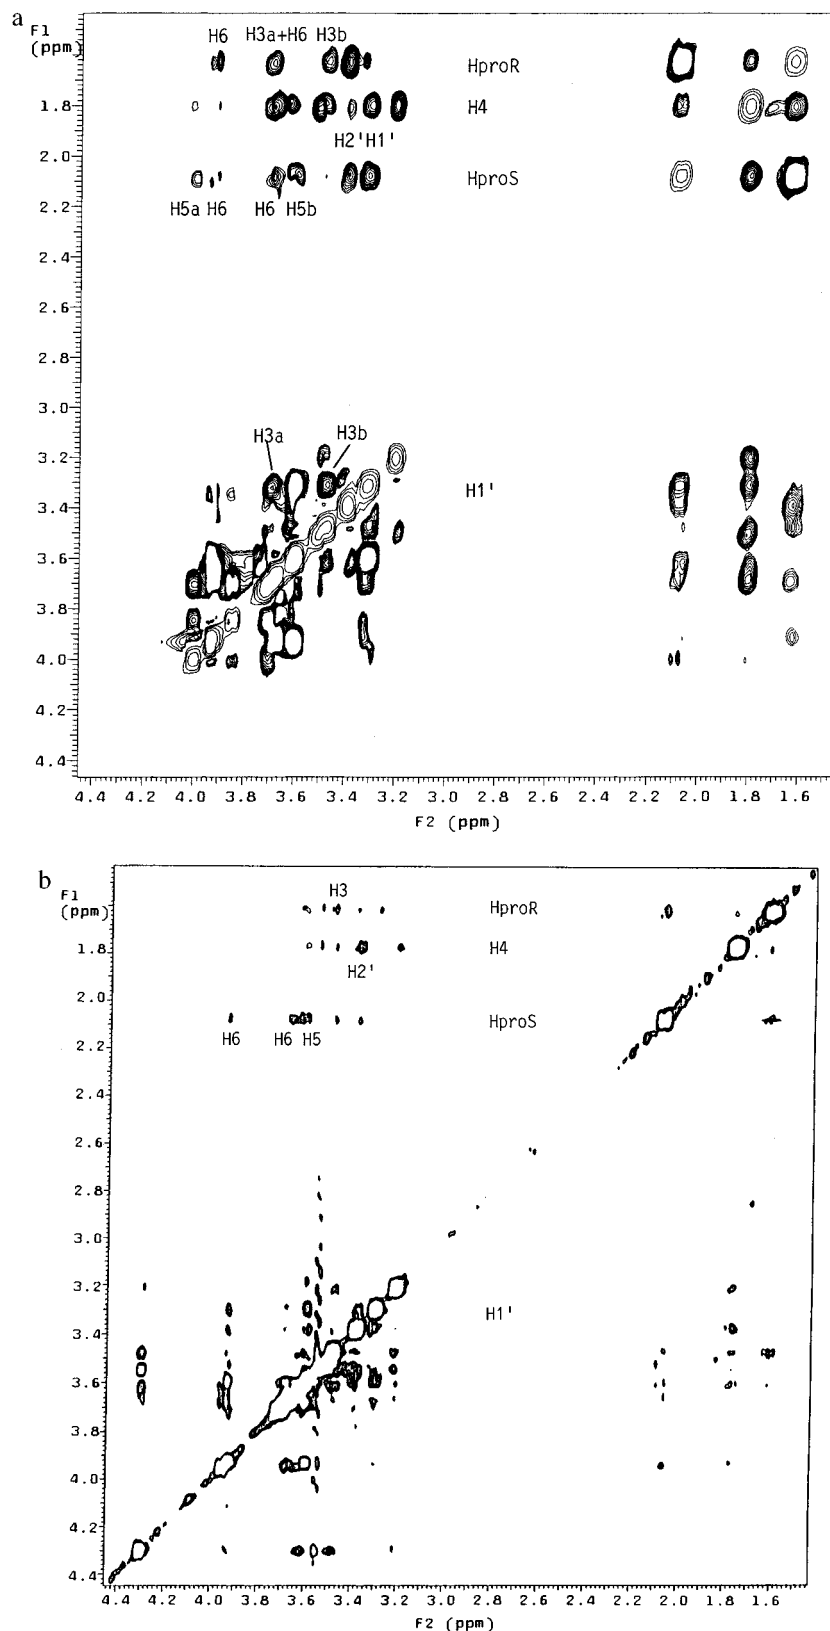 a
F1
(ppm)
H6 H3a+H6 H3b
HproR
1.8
H4
H2'H1'
2.0
HproS
2.2
H5a H6 H6 H5b
2.4
2.6
2.8
3.0
H3a H3b
3.2
H1'
3.4
3.6
3.8
4.0
4.2
4.4
4.4 4.2 4.0 3.8 3.6 3.4 3.2 3.0 2.8 2.6 2.4 2.2 2.0 1.8 1.6
F2 (ppm)
b
F1
(ppm)
H3
HproR
1.8
H4
H2'
2.0
HproS
H6 H6 H5
2.2
2.4
2.6
2.8
3.0
3.2
H1'
3.4
3.6
3.8
4.0
4.2
4.4
4.4 4.2 4.0 3.8 3.6 3.4 3.2 3.0 2.8 2.6 2.4 2.2 2.0 1.8 1.6
F2 (ppm)